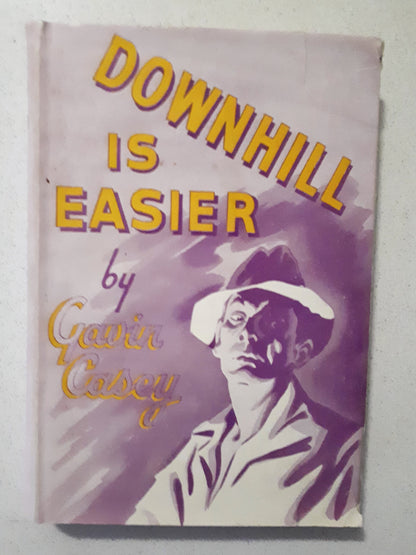 DOWNHILL
IS
EASIER
by
Gavin
Casey